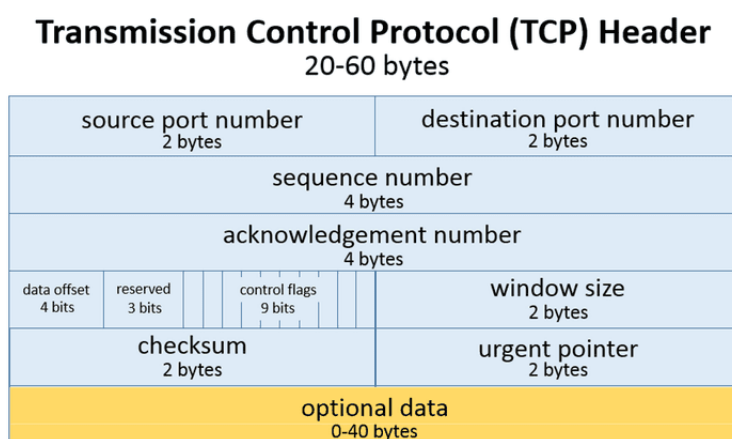 Transmission Control Protocol (TCP) Header
20-60 bytes
source port number
2 bytes
destination port number
2 bytes
sequence number
4 bytes
acknowledgement number
4 bytes
data offset
4 bits
reserved
3 bits
control flags
9 bits
window size
2 bytes
checksum
2 bytes
urgent pointer
2 bytes
optional data
0-40 bytes